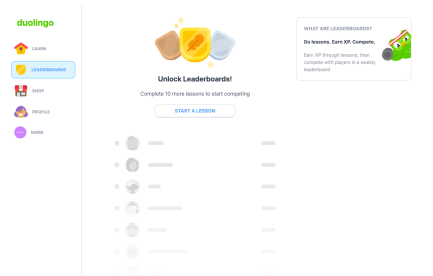 duolingo
LEARN
LEADERBOARDS
SHOP
PROFILE
MORE
Unlock Leaderboards!
Complete 10 more lessons to start competing
START A LESSON
WHAT ARE LEADERBOARDS?
Do lessons. Earn XP. Compete.
Earn XP through lessons, then
compete with players in a weekly
leaderboard